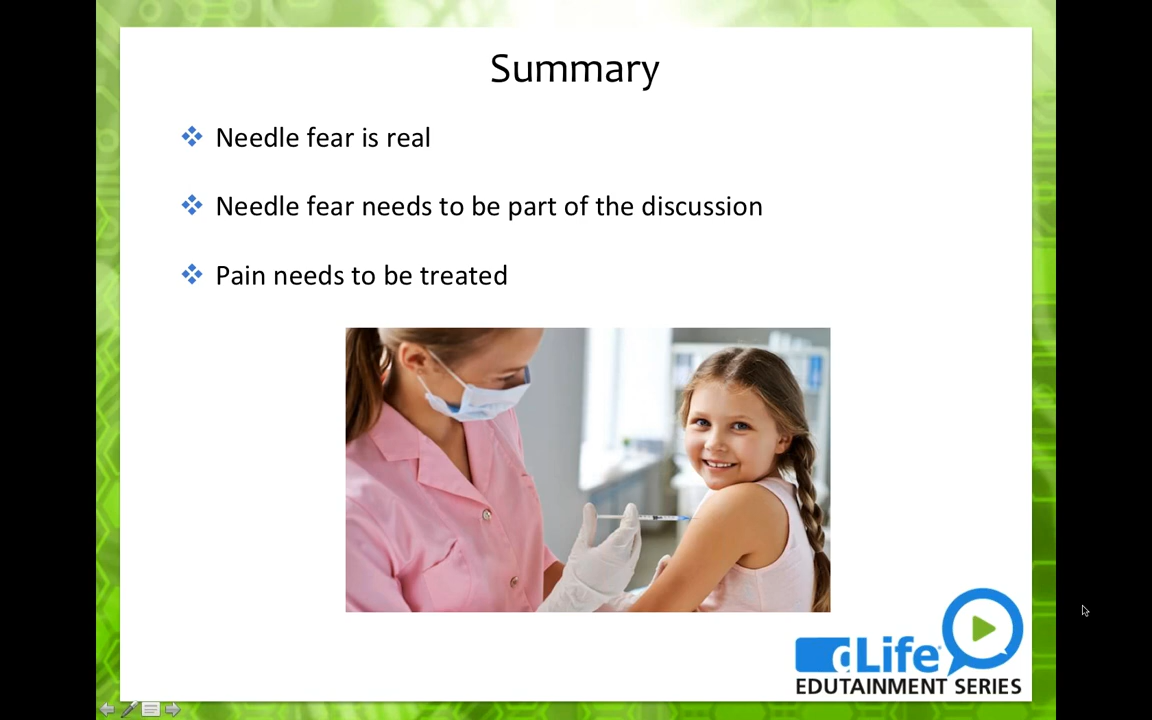 Summary
Needle fear is real
Needle fear needs to be part of the discussion
Pain needs to be treated
dLife
EDUTAINMENT SERIES